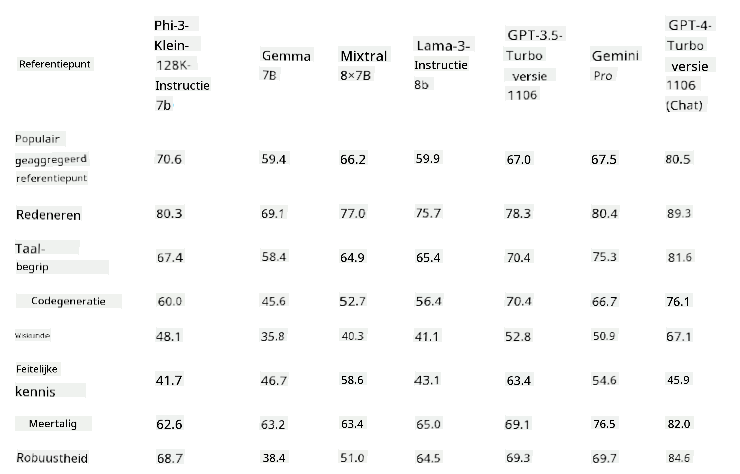 Referentiepunt
Phi-3-
Klein-
128K-
Instructie
7b
Gemma
7B
Mixtral
8×7B
Lama-3-
Instructie
8b
GPT-3.5-
Turbo
versie
1106
Gemini
Pro
GPT-4-
Turbo
versie
1106
(Chat)
Populair
geaggregeerd
referentiepunt
70.6 59.4 66.2 59.9 67.0 67.5 80.5
Redeneren 80.3 69.1 77.0 75.7 78.3 80.4 89.3
Taal-
begrip
67.4 58.4 64.9 65.4 70.4 75.3 81.6
Codegeneratie 60.0 45.6 52.7 56.4 70.4 66.7 76.1
Wiskunde 48.1 35.8 40.3 41.1 52.8 50.9 67.1
Feitelijke
kennis
41.7 46.7 58.6 43.1 63.4 54.6 45.9
Meertalig 62.6 63.2 63.4 65.0 69.1 76.5 82.0
Robuustheid 68.7 38.4 51.0 64.5 69.3 69.7 84.6